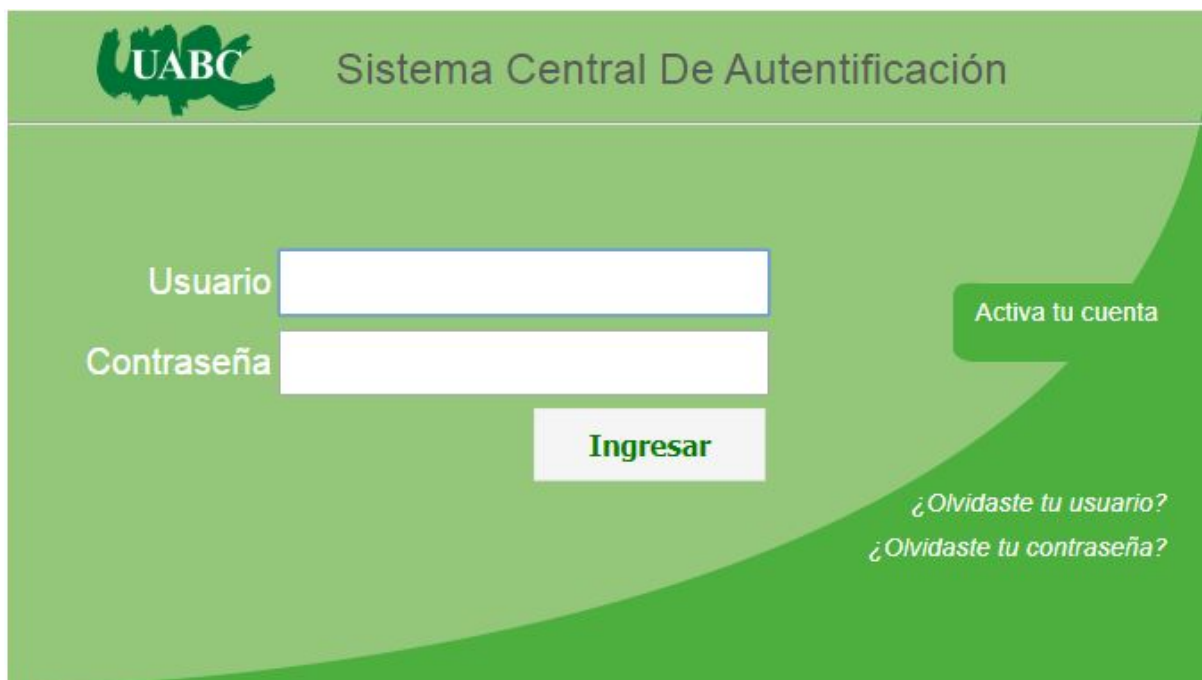 UABC
Sistema Central De Autentificación
Usuario
Activa tu cuenta
Contraseña
Ingresar
¿Olvidaste tu usuario?
¿Olvidaste tu contraseña?